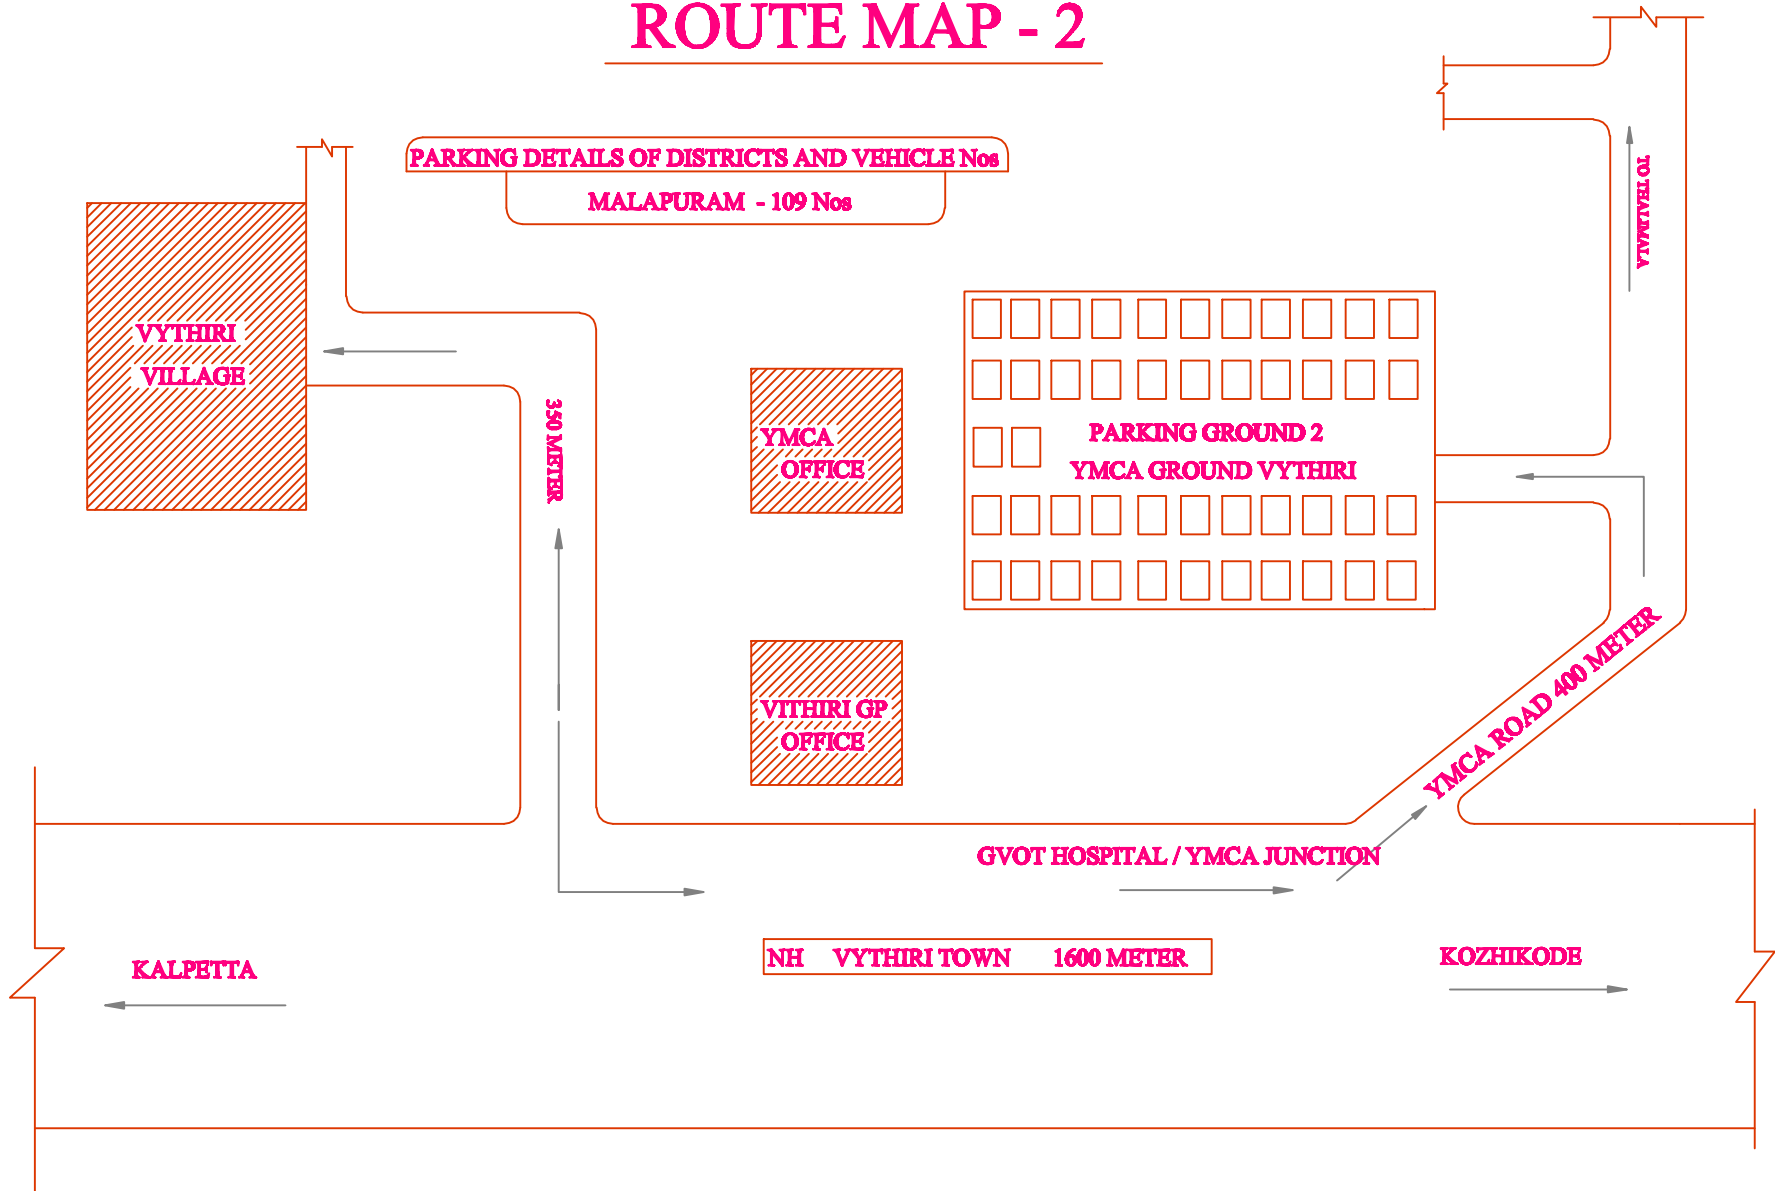 ROUTE MAP - 2
PARKING DETAILS OF DISTRICTS AND VEHICLE Nos
MALAPURAM - 109 Nos
TO THALIMALA
VYTHIRI
VILLAGE
350 METER
YMCA
OFFICE
PARKING GROUND 2
YMCA GROUND VYTHIRI
VITHIRI GP
OFFICE
YMCA ROAD 400 METER
GVOT HOSPITAL / YMCA JUNCTION
NH VYTHIRI TOWN 1600 METER
KALPETTA
KOZHIKODE